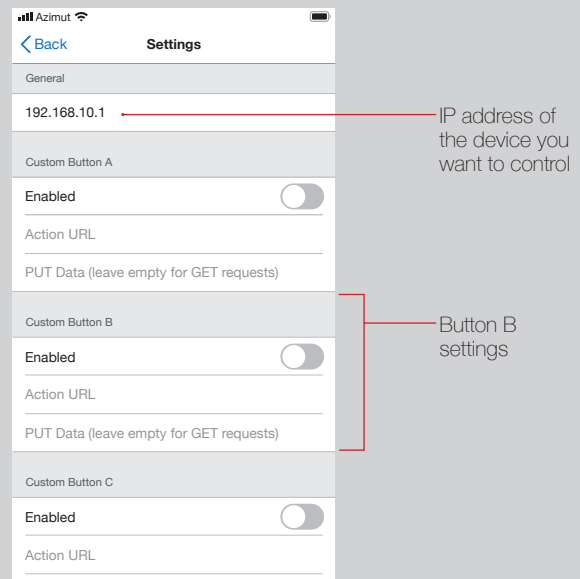 Azimut
Back
Settings
General
192.168.10.1
IP address of
the device you
want to control
Custom Button A
Enabled
Action URL
PUT Data (leave empty for GET requests)
Custom Button B
Enabled
Action URL
PUT Data (leave empty for GET requests)
Button B
settings
Custom Button C
Enabled
Action URL